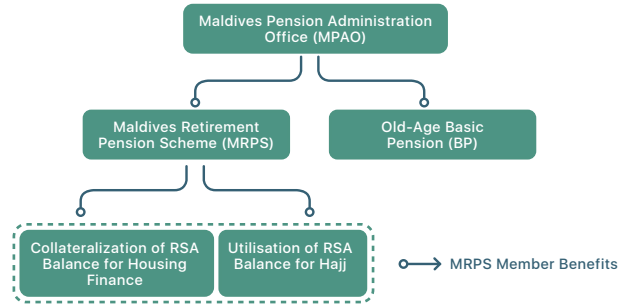 Maldives Pension Administration
Office (MPAO)
Maldives Retirement
Pension Scheme (MRPS)
Old-Age Basic
Pension (BP)
Collateralization of RSA
Balance for Housing
Finance
Utilisation of RSA
Balance for Hajj
MRPS Member Benefits